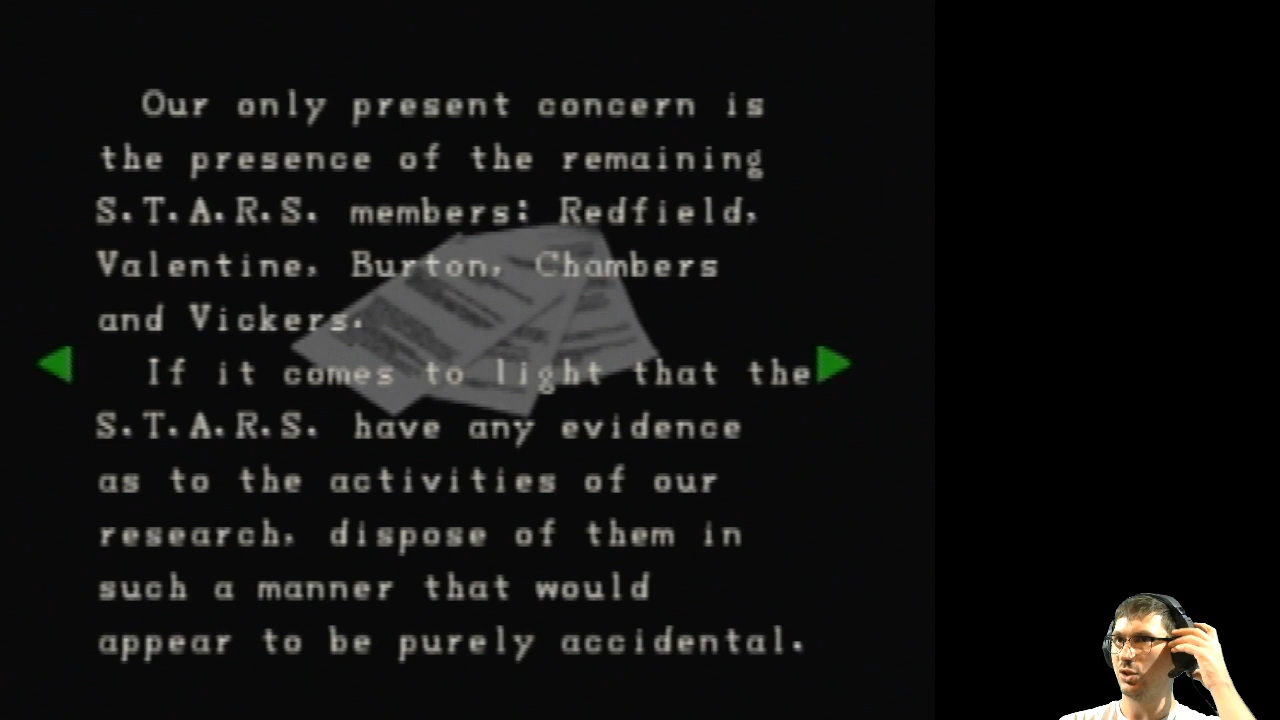 Our only present concern is
the presence of the remaining
S.T.A.R.S. members: Redfield,
Valentine, Burton, Chambers
and Vickers.
If it comes to light that the
S.T.A.R.S. have any evidence
as to the activities of our
research, dispose of them in
such a manner that would
appear to be purely accidental.